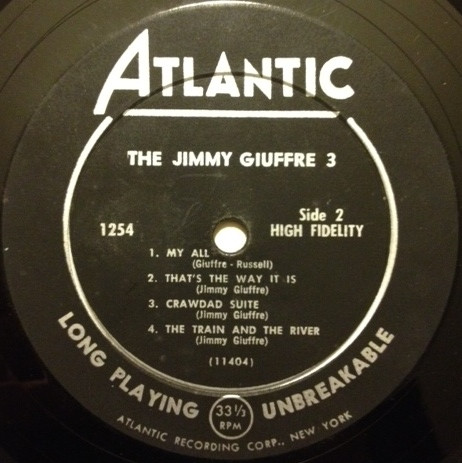 ATLANTIC
THE JIMMY GIUFFRE 3
1254
Side 2
HIGH FIDELITY
1. MY ALL
(Giuffre - Russell)
2. THAT'S THE WAY IT IS
(Jimmy Giuffre)
3. CRAWDAD SUITE
(Jimmy Giuffre)
4. THE TRAIN AND THE RIVER
(Jimmy Giuffre)
(11404)
LONG PLAYING 33 1/3 RPM UNBREAKABLE
ATLANTIC RECORDING CORP., NEW YORK